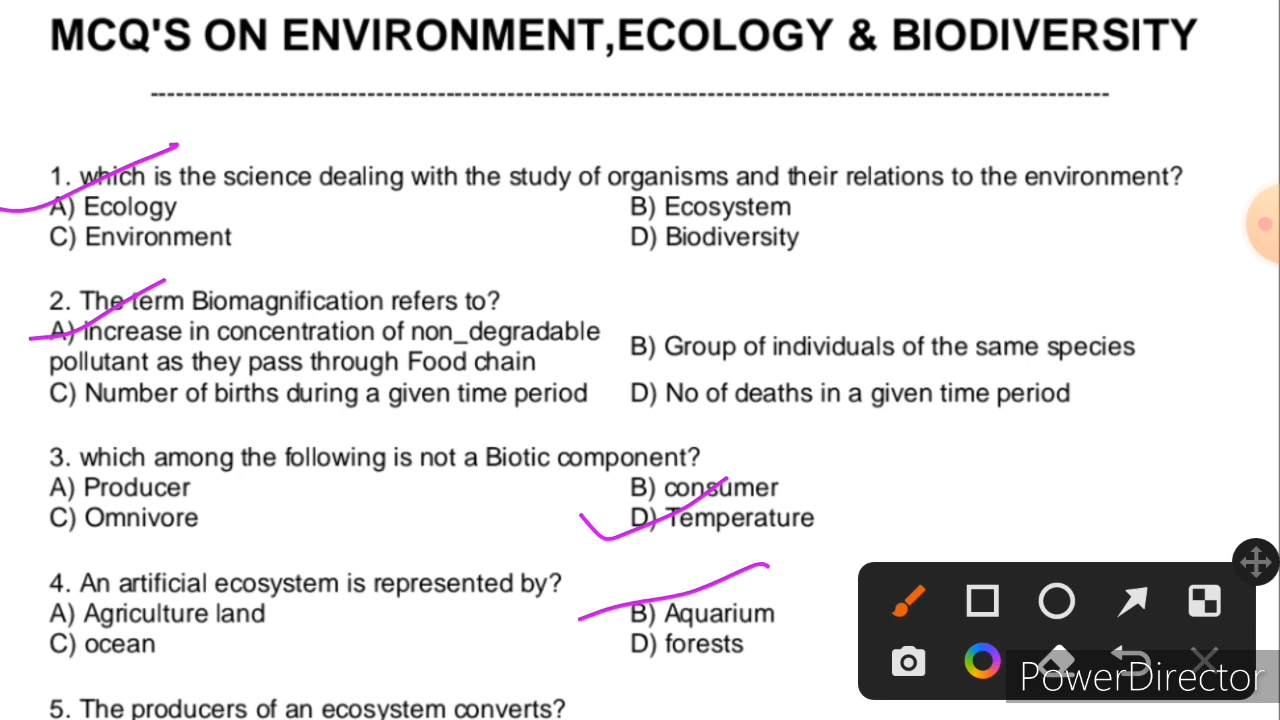 MCQ'S ON ENVIRONMENT,ECOLOGY & BIODIVERSITY
--------------------------------------------------------------------------------------------------------------
1. which is the science dealing with the study of organisms and their relations to the environment?
A) Ecology B) Ecosystem
C) Environment D) Biodiversity
2. The term Biomagnification refers to?
A) increase in concentration of non_degradable
pollutant as they pass through Food chain
B) Group of individuals of the same species
C) Number of births during a given time period D) No of deaths in a given time period
3. which among the following is not a Biotic component?
A) Producer B) consumer
C) Omnivore D) Temperature
4. An artificial ecosystem is represented by?
A) Agriculture land B) Aquarium
C) ocean D) forests
5. The producers of an ecosystem converts?
PowerDirector